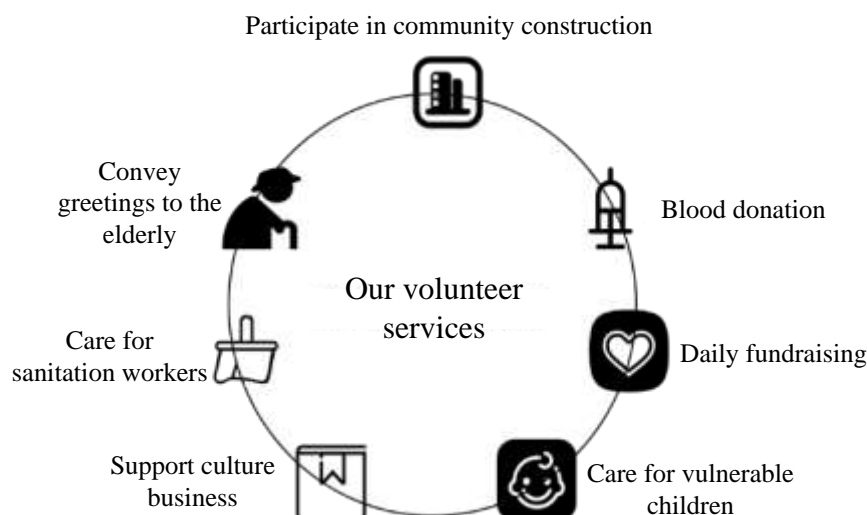 Participate in community construction
Convey
greetings to the
elderly
Blood donation
Our volunteer
services
Care for
sanitation workers
Daily fundraising
Support culture
business
Care for vulnerable
children